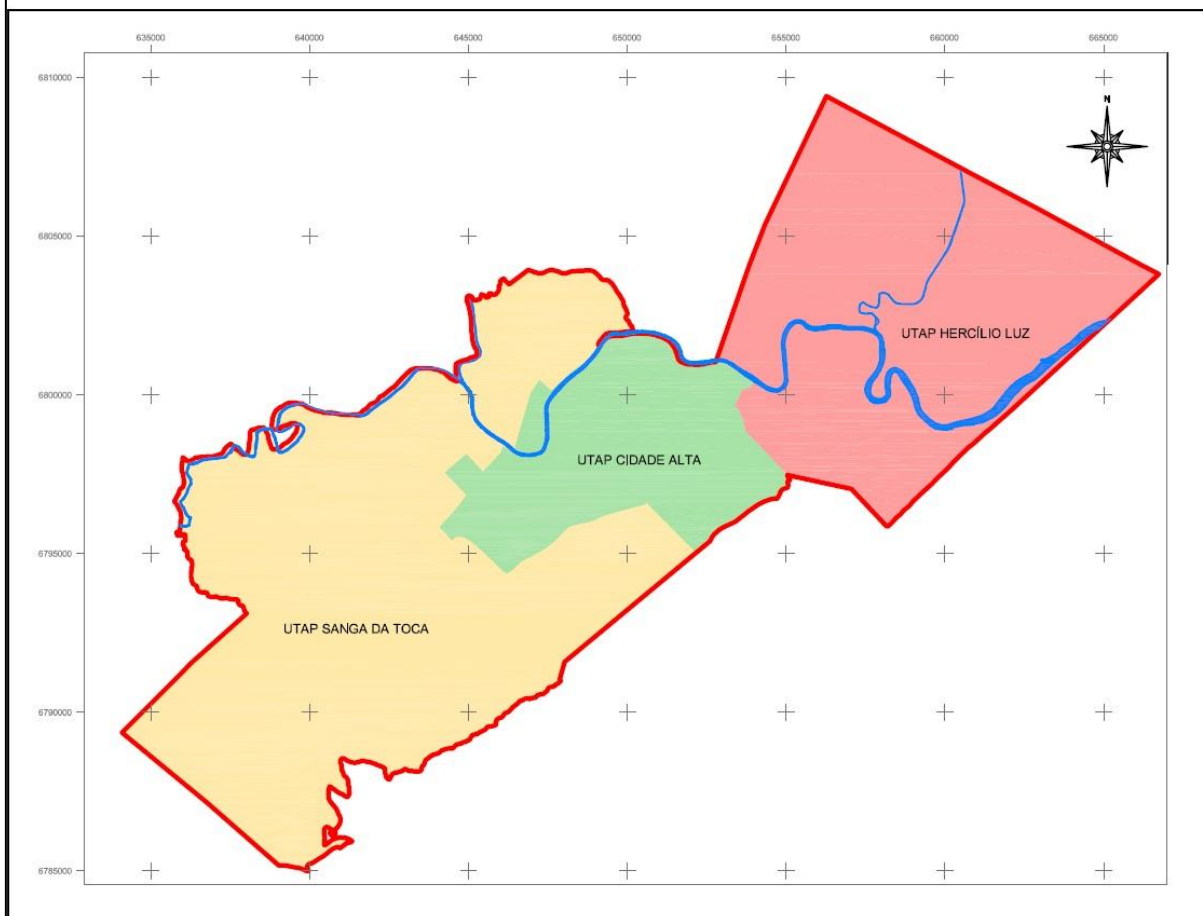 635000 640000 645000 650000 655000 660000 665000
6810000
N
6805000
UTAP HERCÍLIO LUZ
6800000
UTAP CIDADE ALTA
6795000
UTAP SANGA DA TOCA
6790000
6785000